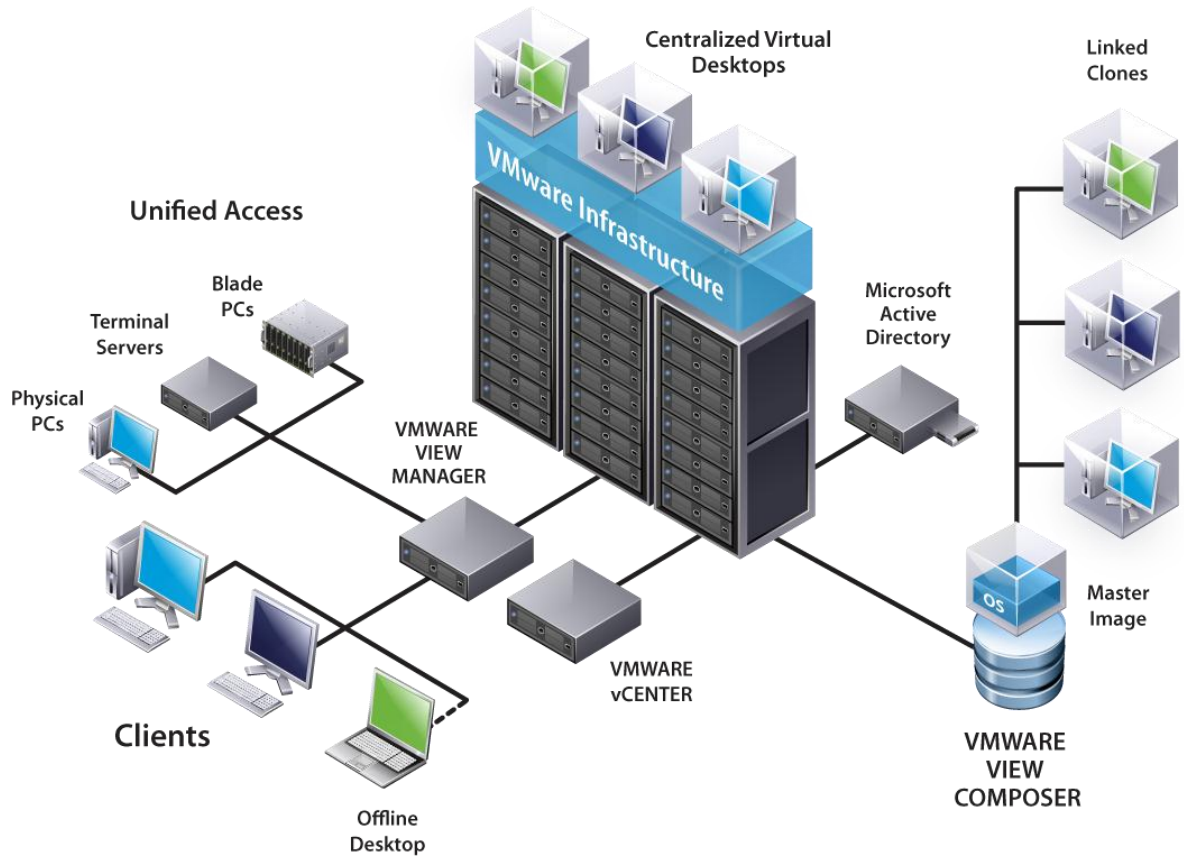 Centralized Virtual
Desktops
Linked
Clones
VMware Infrastructure
Unified Access
Blade
PCs
Terminal
Servers
Physical
PCs
Microsoft
Active
Directory
VMWARE
VIEW
MANAGER
OS
Master
Image
VMWARE
vCENTER
Clients
VMWARE
VIEW
COMPOSER
Offline
Desktop